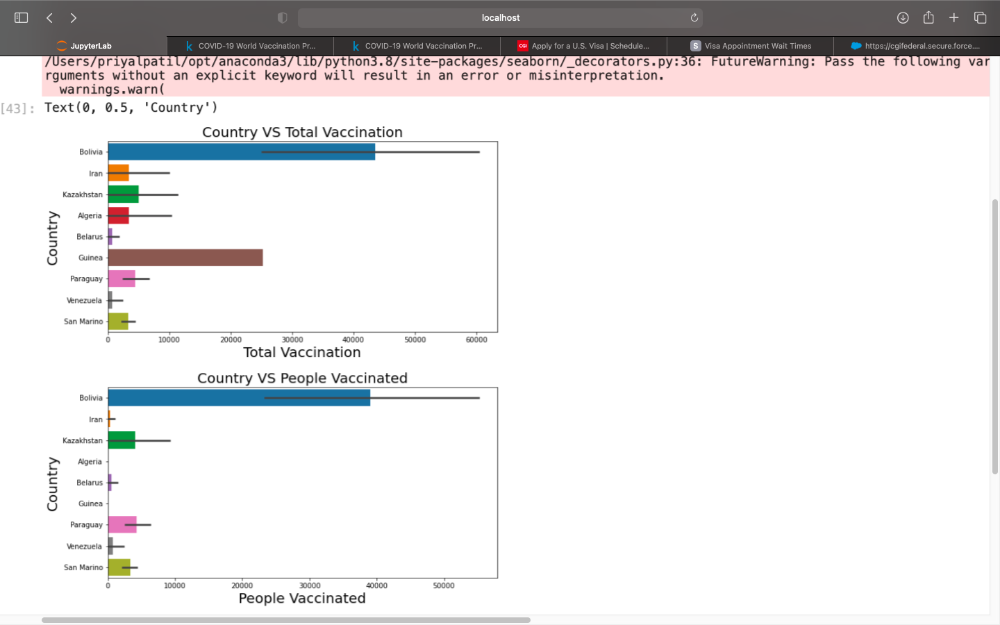 localhost
JupyterLab
COVID-19 World Vaccination Pr...
COVID-19 World Vaccination Pr...
CGI Apply for a U.S. Visa | Schedule...
S Visa Appointment Wait Times
https://cgifederal.secure.force....
/Users/priyalpatil/opt/anaconda3/lib/python3.8/site-packages/seaborn/_decorators.py:36: FutureWarning: Pass the following var
rguments without an explicit keyword will result in an error or misinterpretation.
warnings.warn(
[43]: Text(0, 0.5, 'Country')
Country VS Total Vaccination
Country
Bolivia
Iran
Kazakhstan
Algeria
Belarus
Guinea
Paraguay
Venezuela
San Marino
0 10000 20000 30000 40000 50000 60000
Total Vaccination
Country VS People Vaccinated
Country
Bolivia
Iran
Kazakhstan
Algeria
Belarus
Guinea
Paraguay
Venezuela
San Marino
0 10000 20000 30000 40000 50000
People Vaccinated